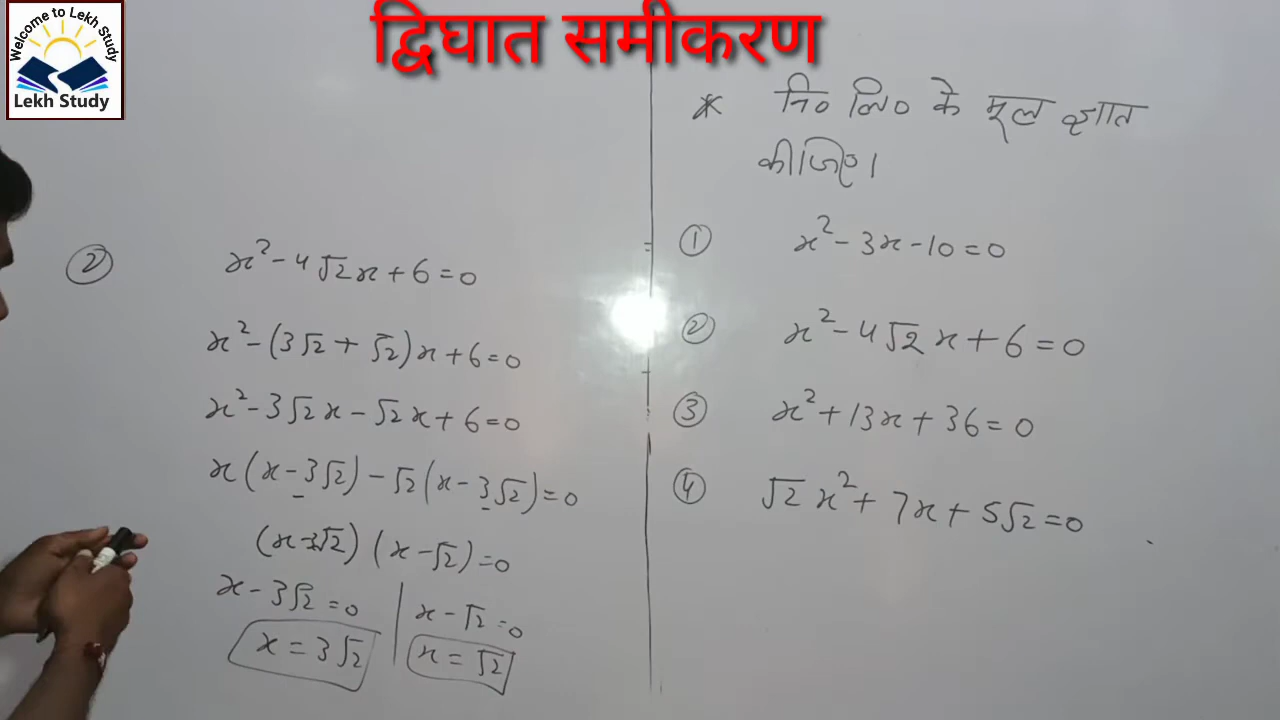 Welcome to Lekh Study
Lekh Study
द्विघात समीकरण
* नि० लि० के मूल ज्ञात
कीजिए।
① x² - 3x - 10 = 0
② x² - 4√2 x + 6 = 0
③ x² + 13x + 36 = 0
④ √2 x² + 7x + 5√2 = 0
② x² - 4√2 x + 6 = 0
x² - (3√2 + √2) x + 6 = 0
x² - 3√2 x - √2 x + 6 = 0
x (x - 3√2) - √2 (x - 3√2) = 0
(x - 3√2) (x - √2) = 0
x - 3√2 = 0 | x - √2 = 0
x = 3√2 | x = √2